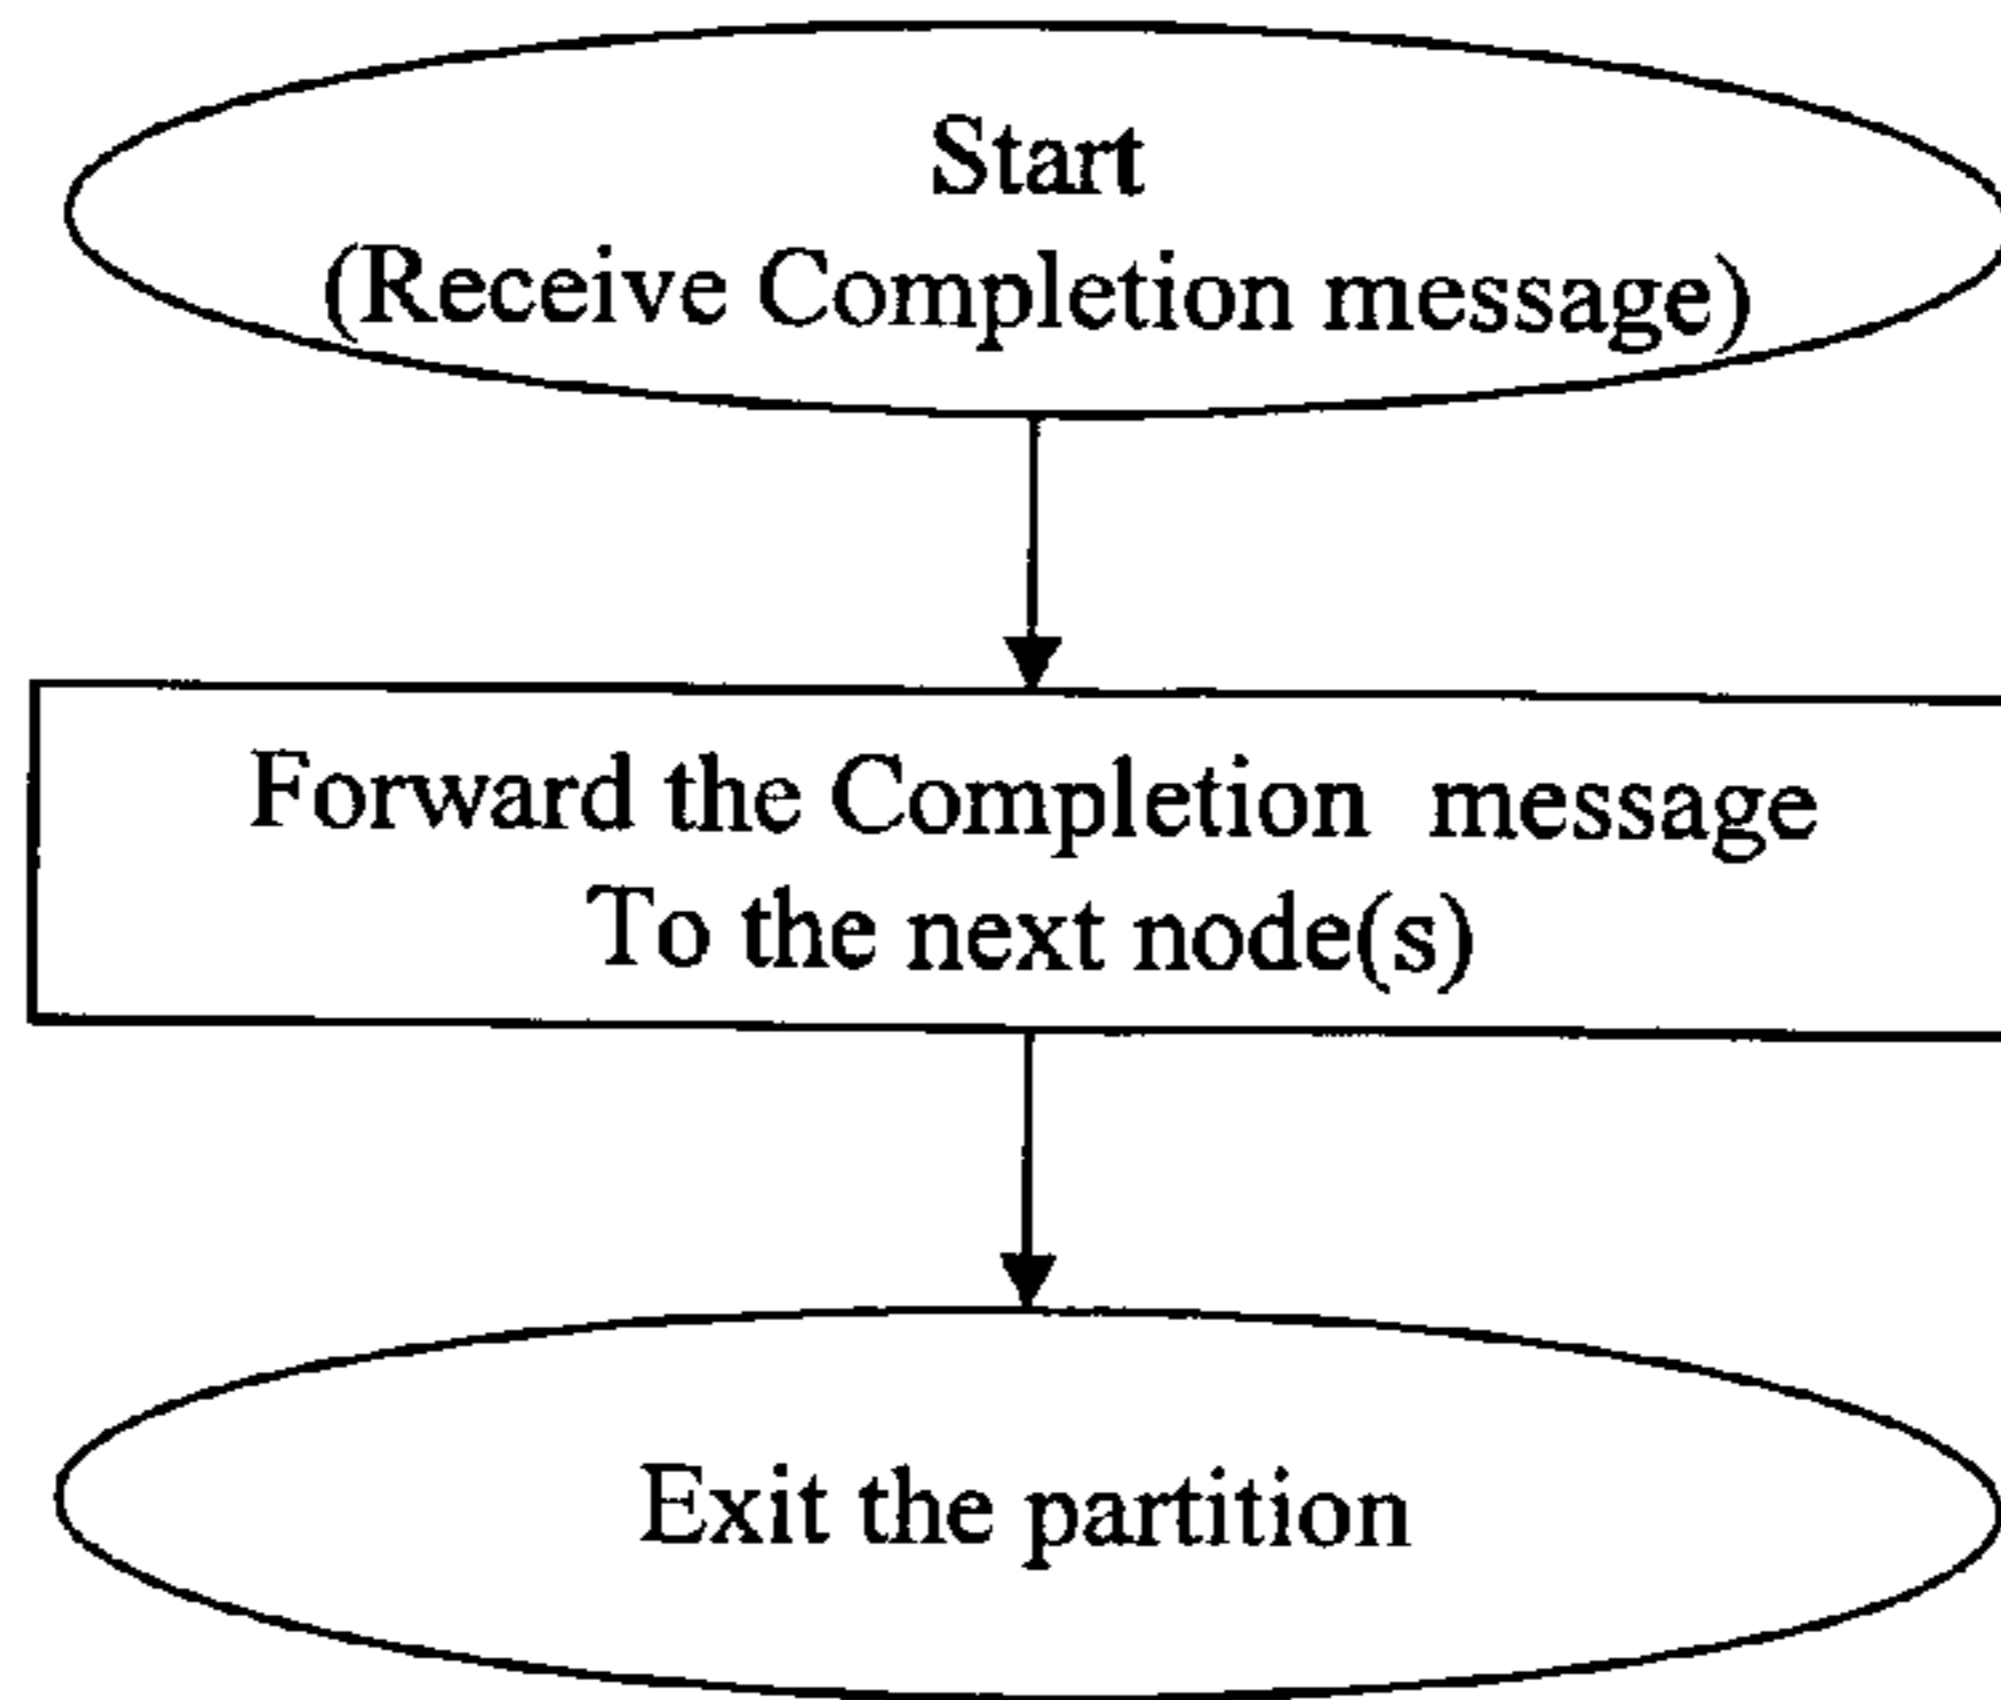 Start
(Receive Completion message)
Forward the Completion message
To the next node(s)
Exit the partition